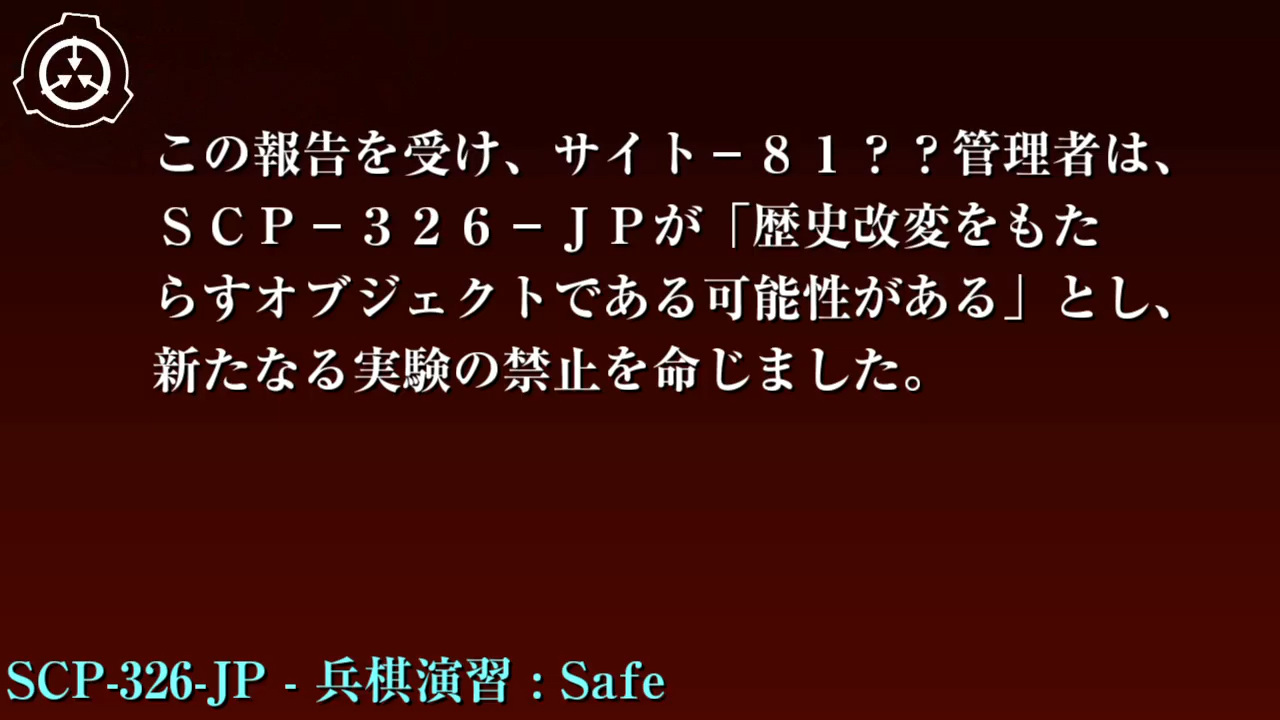 この報告を受け、サイト－８１？？管理者は、
ＳＣＰ－３２６－ＪＰが「歴史改変をもた
らすオブジェクトである可能性がある」とし、
新たなる実験の禁止を命じました。
SCP-326-JP - 兵棋演習：Safe